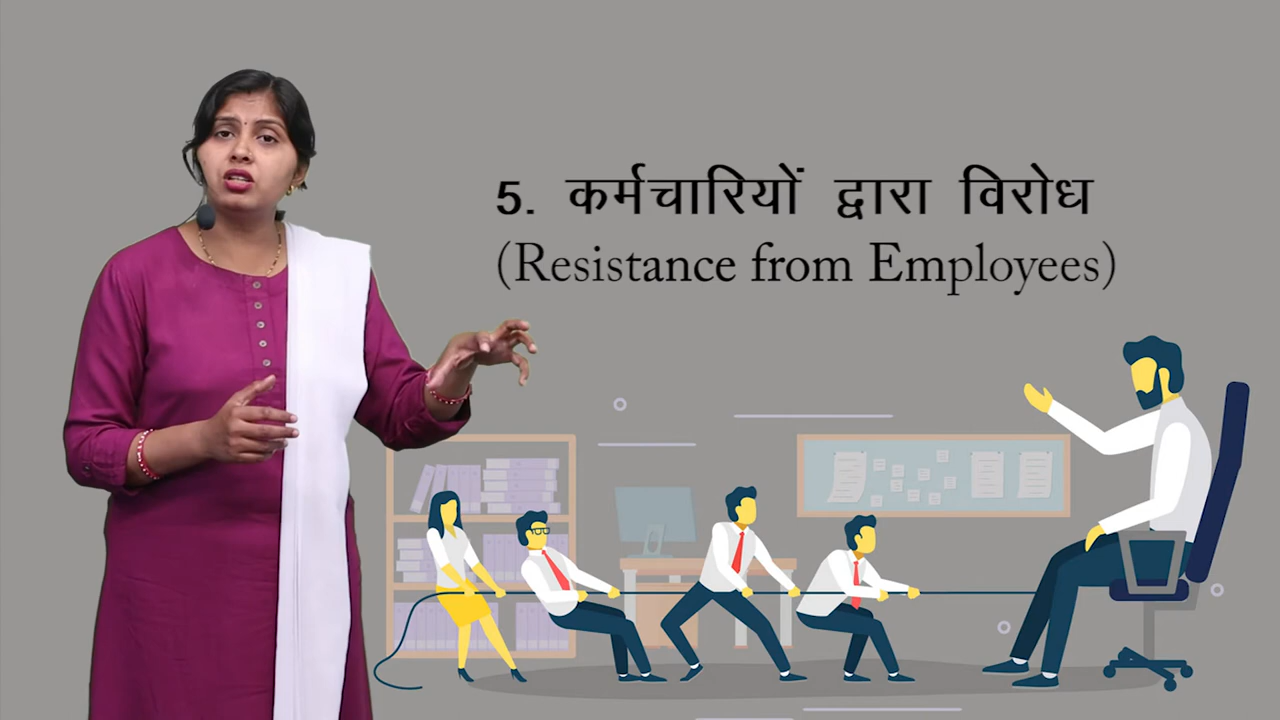 5. कर्मचारियों द्वारा विरोध
(Resistance from Employees)